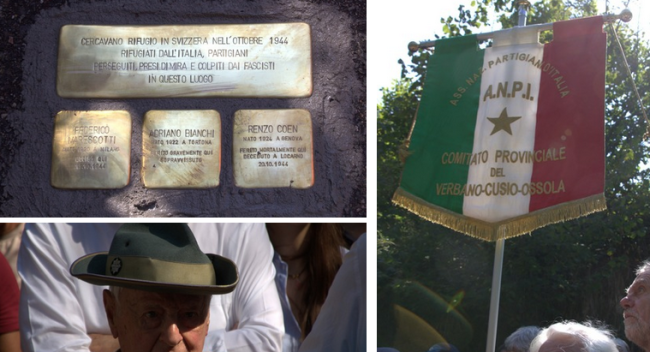 CERCAVANO RIFUGIO IN SVIZZERA NELL'OTTOBRE 1944
RIFUGIATI DALL'ITALIA, PARTIGIANI
PERSEGUITI, PRESI DI MIRA E COLPITI DAI FASCISTI
IN QUESTO LUOGO
FEDERICO
MARESCOTTI
ADRIANO BIANCHI
NATO 1922 A TORTONA
FERITO GRAVEMENTE QUI
SOPRAVVISSUTO
RENZO COEN
NATO 1924 A GENOVA
FERITO MORTALMENTE QUI
DECEDUTO A LOCARNO
20.10.1944
ASS. NAZ. PARTIGIANI D'ITALIA
A.N.P.I.
COMITATO PROVINCIALE
DEL
VERBANO-CUSIO-OSSOLA